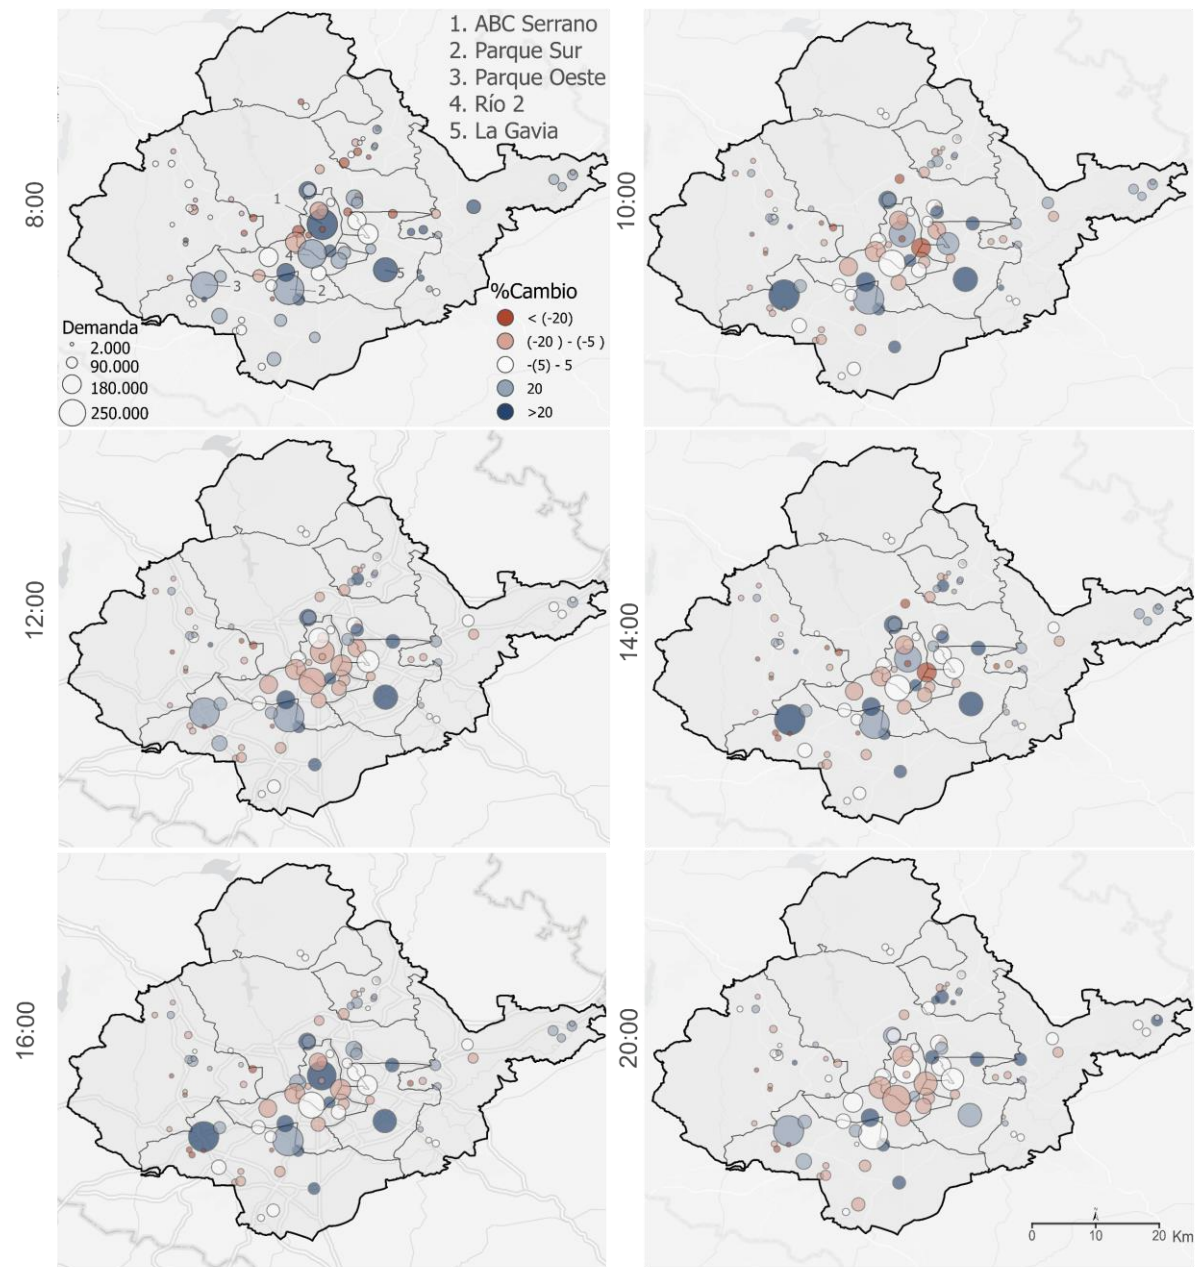 1. ABC Serrano
2. Parque Sur
3. Parque Oeste
4. Río 2
5. La Gavia
8:00
1
4
3
2
5
Demanda
2.000
90.000
180.000
250.000
%Cambio
< (-20)
(-20 ) - (-5 )
-(5) - 5
20
>20
10:00
12:00
14:00
16:00
20:00
N
0 10 20 Km